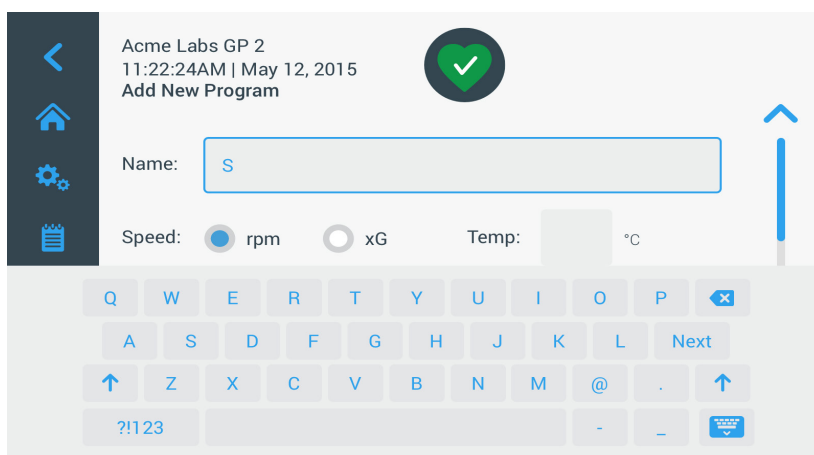 Acme Labs GP 2
11:22:24AM | May 12, 2015
Add New Program
Name: S
Speed: rpm xG Temp: °C
Q W E R T Y U I O P
A S D F G H J K L Next
Z X C V B N M @ .
?!123 - _